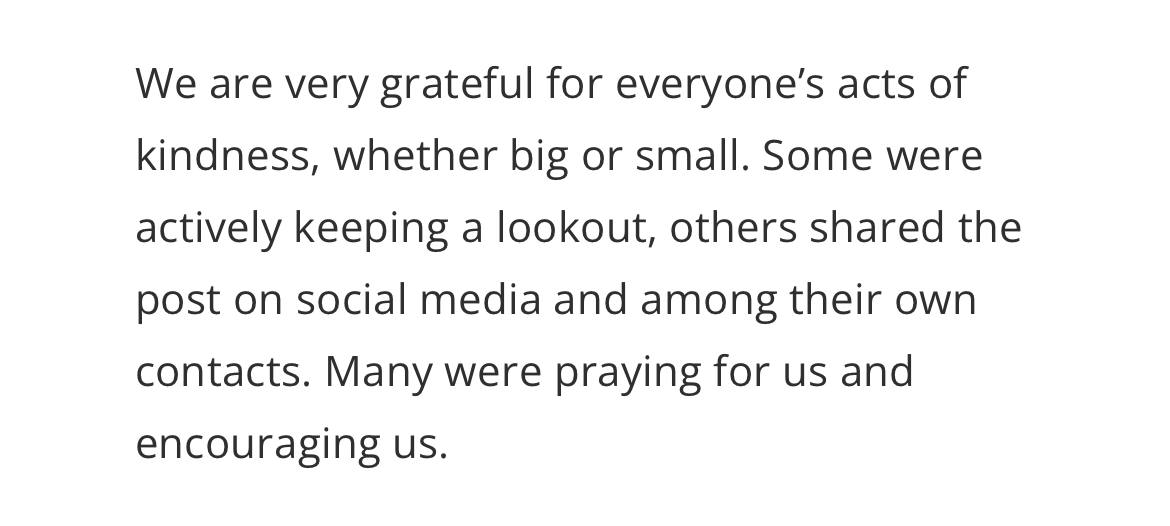 We are very grateful for everyone’s acts of
kindness, whether big or small. Some were
actively keeping a lookout, others shared the
post on social media and among their own
contacts. Many were praying for us and
encouraging us.